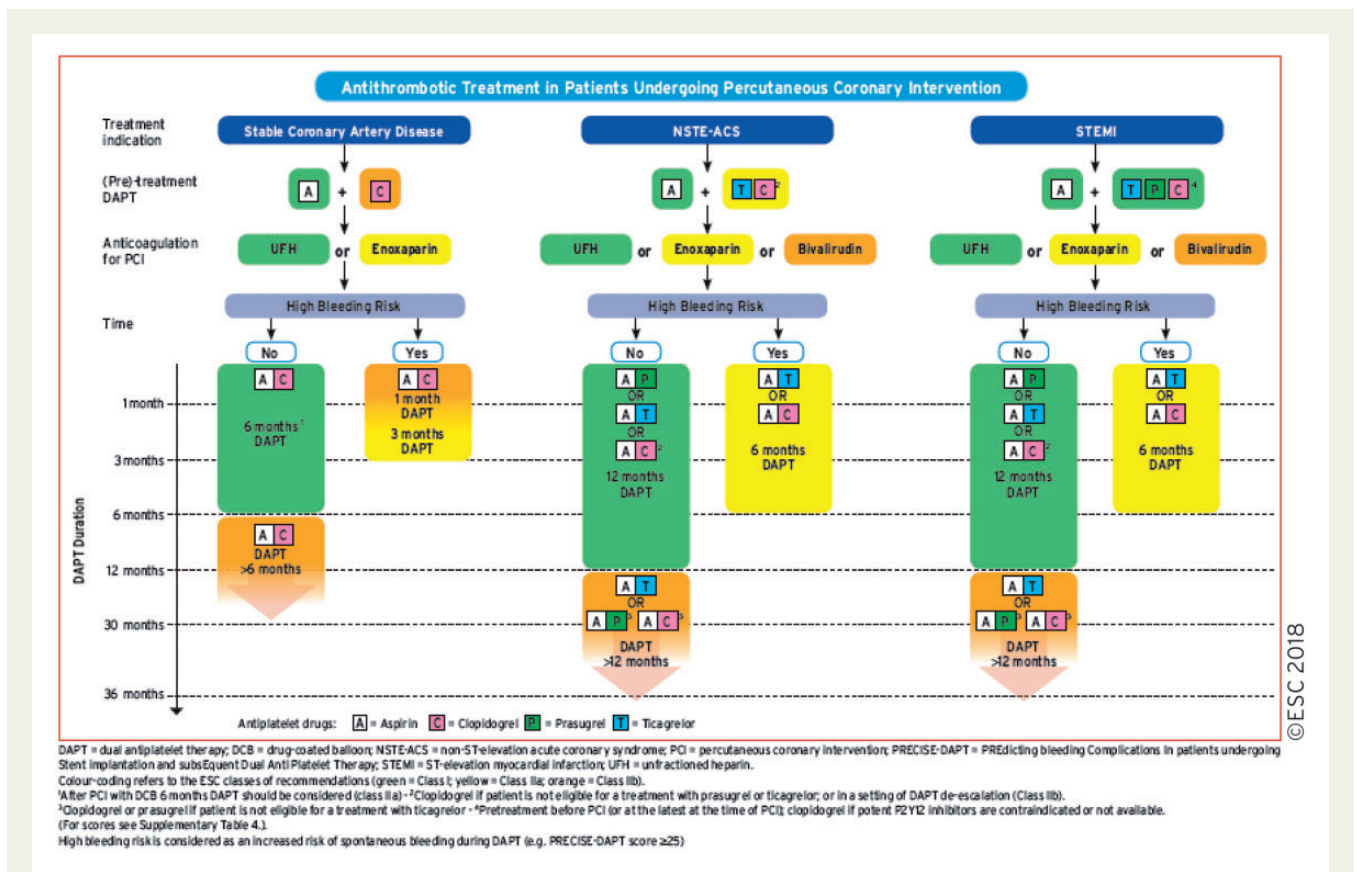 Antithrombotic Treatment in Patients Undergoing Percutaneous Coronary Intervention
Treatment indication
Stable Coronary Artery Disease
NSTE-ACS
STEMI
(Pre)-treatment DAPT
A + C
A + T C 2
A + T P C 4
Anticoagulation for PCI
UFH or Enoxaparin
UFH or Enoxaparin or Bivalirudin
UFH or Enoxaparin or Bivalirudin
High Bleeding Risk
High Bleeding Risk
High Bleeding Risk
Time
No
Yes
No
Yes
No
Yes
DAPT Duration
1 month
3 months
6 months
12 months
30 months
36 months
A C
6 months 1
DAPT
A C
DAPT
>6 months
A C
1 month
DAPT
3 months
DAPT
A P
OR
A T
OR
A C 2
12 months
DAPT
A T
OR
A P 3 A C 3
DAPT
>12 months
A T
OR
A C
6 months
DAPT
A P
OR
A T
OR
A C 2
12 months
DAPT
A T
OR
A P 3 A C 3
DAPT
>12 months
A T
OR
A C
6 months
DAPT
Antiplatelet drugs: A = Aspirin C = Clopidogrel P = Prasugrel T = Ticagrelor
©ESC 2018
DAPT = dual antiplatelet therapy; DCB = drug-coated balloon; NSTE-ACS = non-ST-elevation acute coronary syndrome; PCI = percutaneous coronary intervention; PRECISE-DAPT = PREdicting bleeding Complications In patients undergoing
Stent implantation and subsEquent Dual Anti Platelet Therapy; STEMI = ST-elevation myocardial infarction; UFH = unfractioned heparin.
Colour-coding refers to the ESC classes of recommendations (green = Class I; yellow = Class IIa; orange = Class IIb).
1After PCI with DCB 6 months DAPT should be considered (class IIa) - 2Clopidogrel if patient is not eligible for a treatment with prasugrel or ticagrelor; or in a setting of DAPT de-escalation (Class IIb).
3Clopidogrel or prasugrel if patient is not eligible for a treatment with ticagrelor - 4Pretreatment before PCI (or at the latest at the time of PCI); clopidogrel if potent P2Y12 inhibitors are contraindicated or not available.
(For scores see Supplementary Table 4.).
High bleeding risk is considered as an increased risk of spontaneous bleeding during DAPT (e.g. PRECISE-DAPT score ≥25)